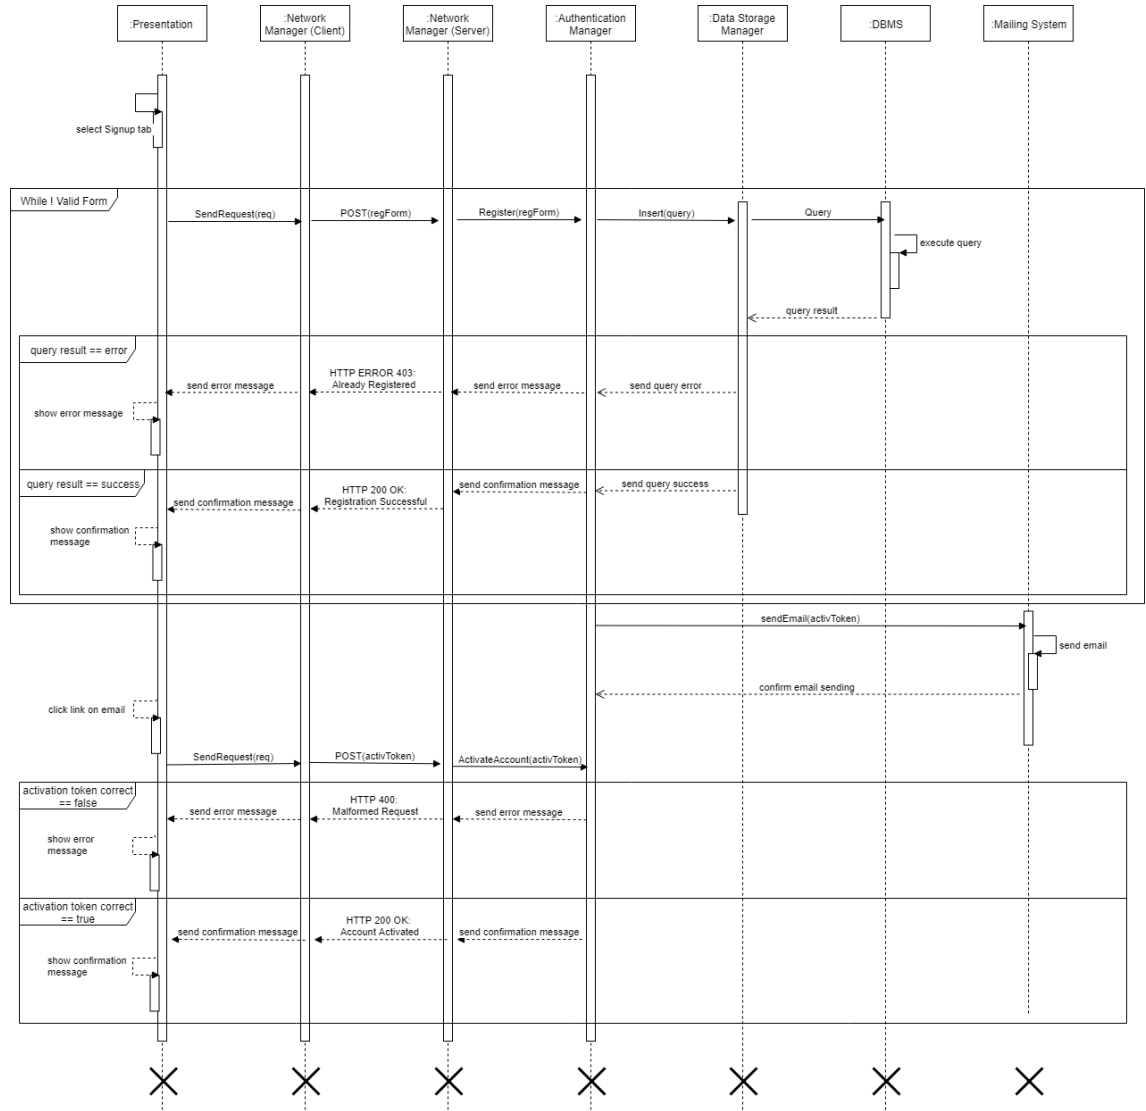 :Presentation
:Network
Manager (Client)
:Network
Manager (Server)
:Authentication
Manager
:Data Storage
Manager
:DBMS
:Mailing System
select Signup tab
While ! Valid Form
SendRequest(req)
POST(regForm)
Register(regForm)
Insert(query)
Query
execute query
query result
query result == error
send error message
HTTP ERROR 403:
Already Registered
send error message
send query error
show error message
query result == success
send confirmation message
HTTP 200 OK:
Registration Successful
send confirmation message
send query success
show confirmation
message
sendEmail(activToken)
send email
confirm email sending
click link on email
SendRequest(req)
POST(activToken)
ActivateAccount(activToken)
activation token correct
== false
send error message
HTTP 400:
Malformed Request
send error message
show error
message
activation token correct
== true
send confirmation message
HTTP 200 OK:
Account Activated
send confirmation message
show confirmation
message